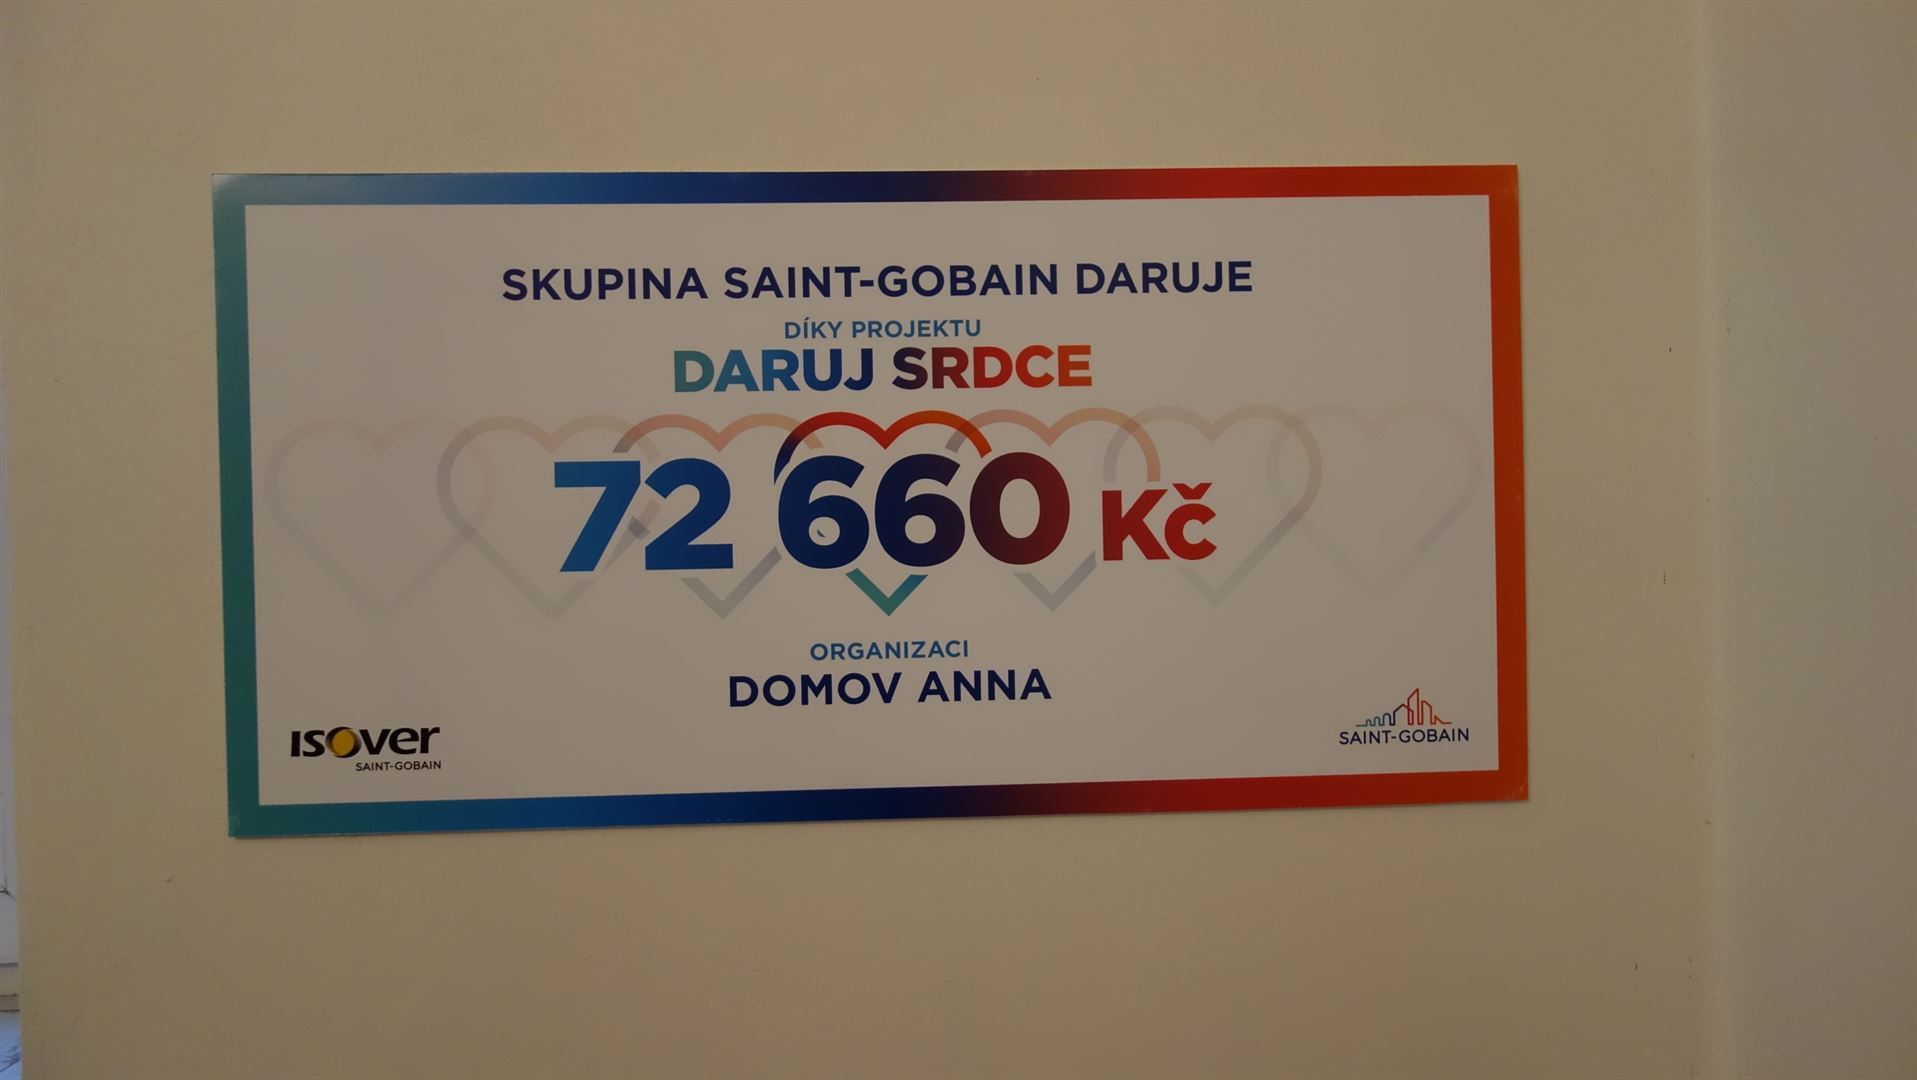 SKUPINA SAINT-GOBAIN DARUJE
DÍKY PROJEKTU
DARUJ SRDCE
72 660 Kč
ORGANIZACI
DOMOV ANNA
ISOVER
SAINT-GOBAIN
SAINT-GOBAIN